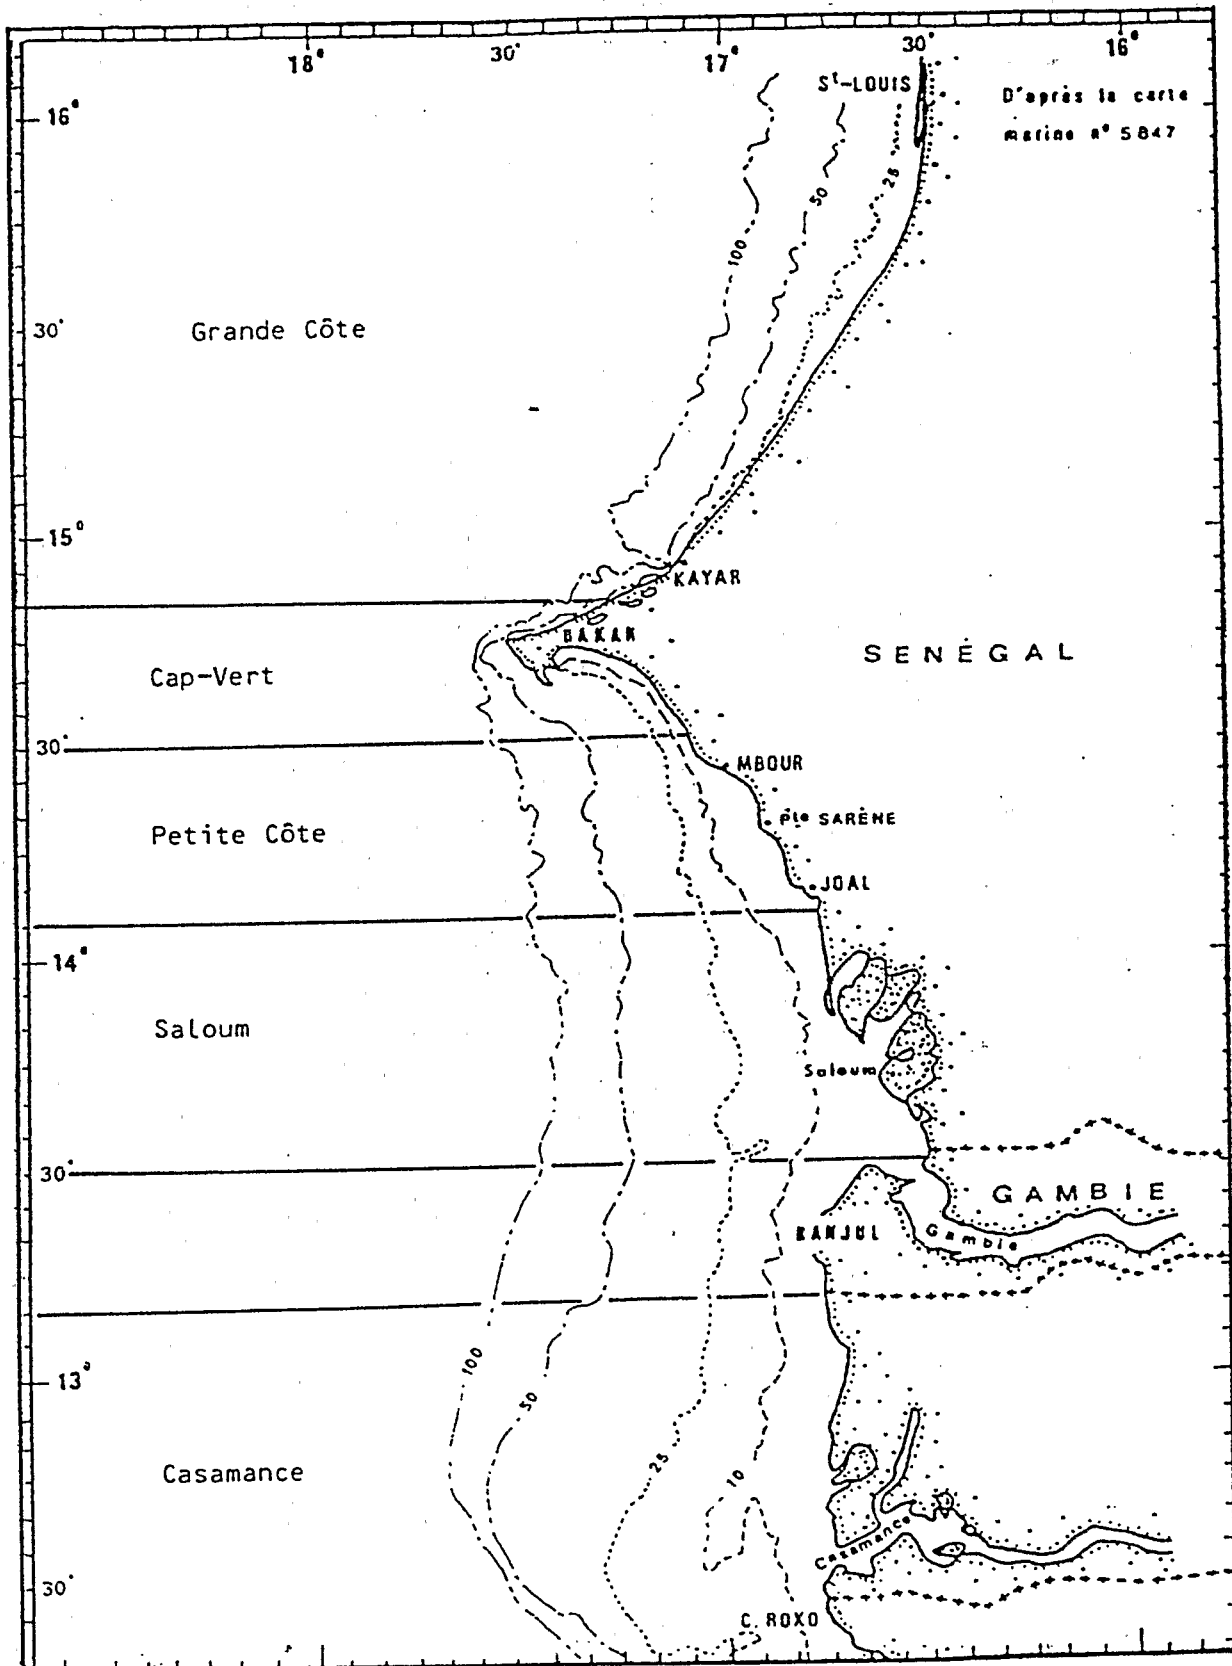 18°
30'
17°
30'
16°
St-LOUIS
D'après la carte
marine n° 5847
16°
25
50
100
30'
Grande Côte
15°
KAYAR
DAKAR
SENÉGAL
Cap-Vert
30'
MBOUR
Pte SARÈNE
Petite Côte
JOAL
14°
Saloum
Saloum
30'
GAMBIE
BANJUL
Gambie
100
13°
50
25
10
Casamance
Casamance
30'
C. ROXO